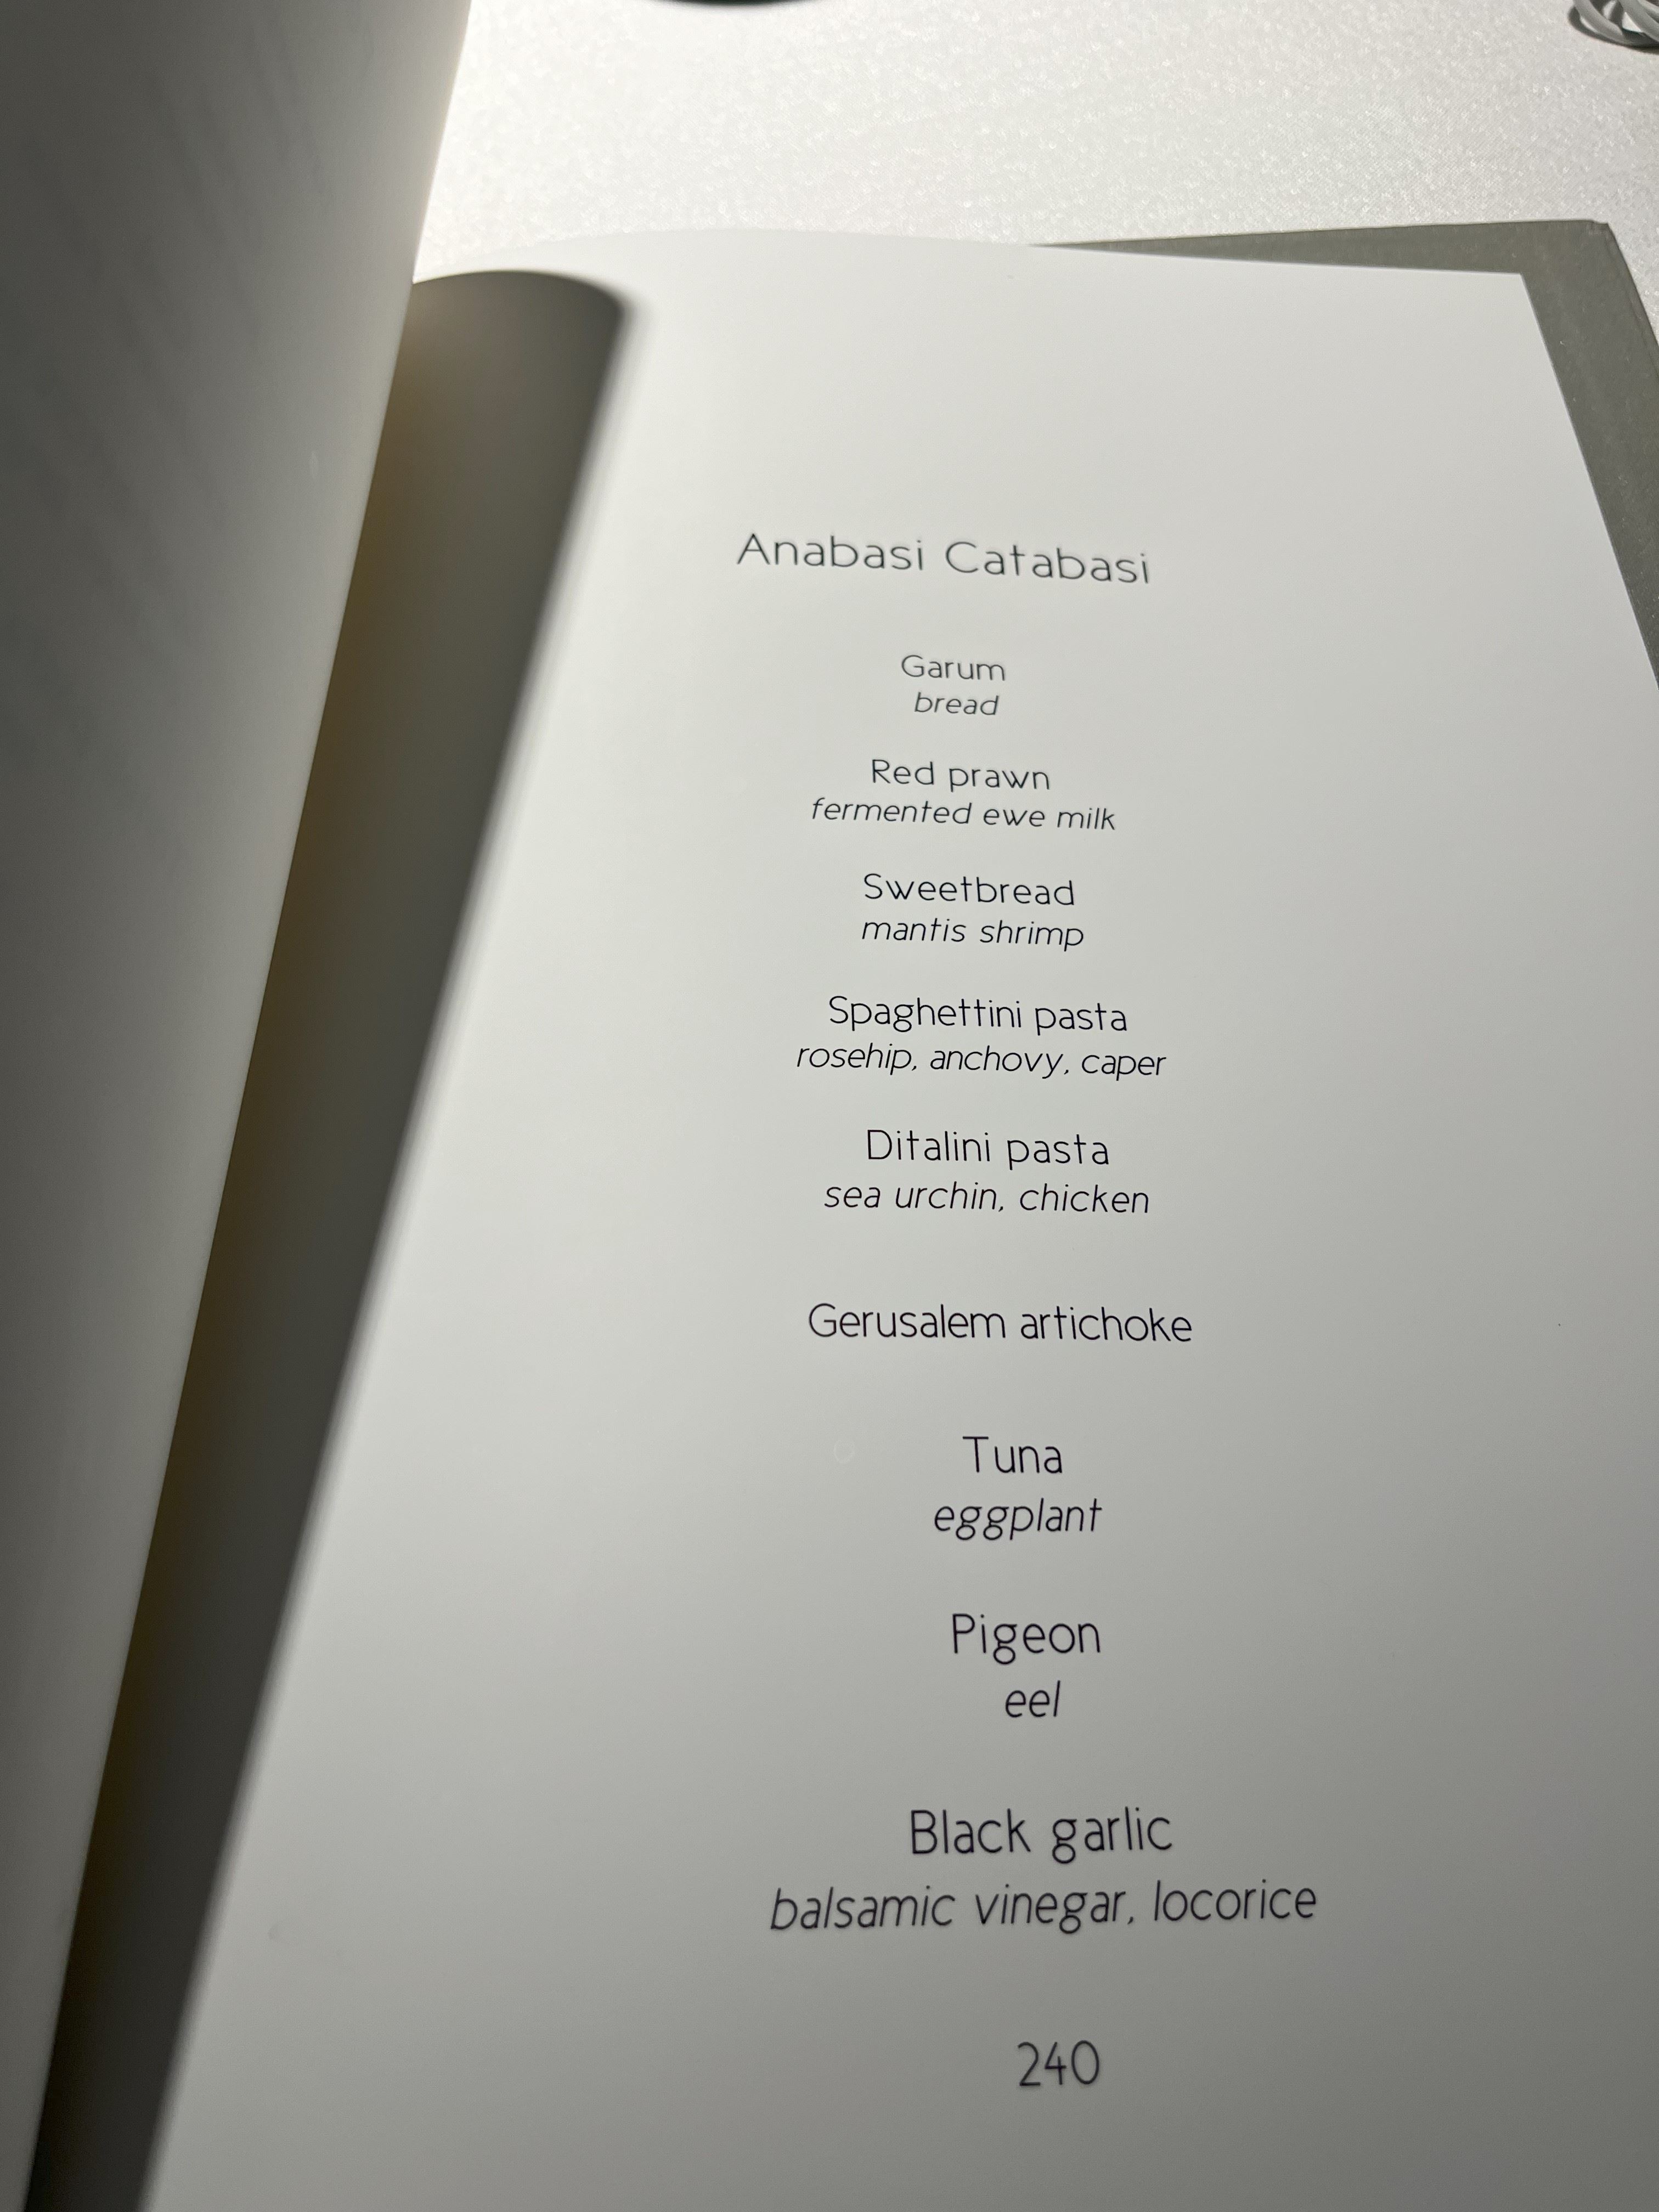 Anabasi Catabasi
Garum
bread
Red prawn
fermented ewe milk
Sweetbread
mantis shrimp
Spaghettini pasta
rosehip, anchovy, caper
Ditalini pasta
sea urchin, chicken
Gerusalem artichoke
Tuna
eggplant
Pigeon
eel
Black garlic
balsamic vinegar, locorice
240